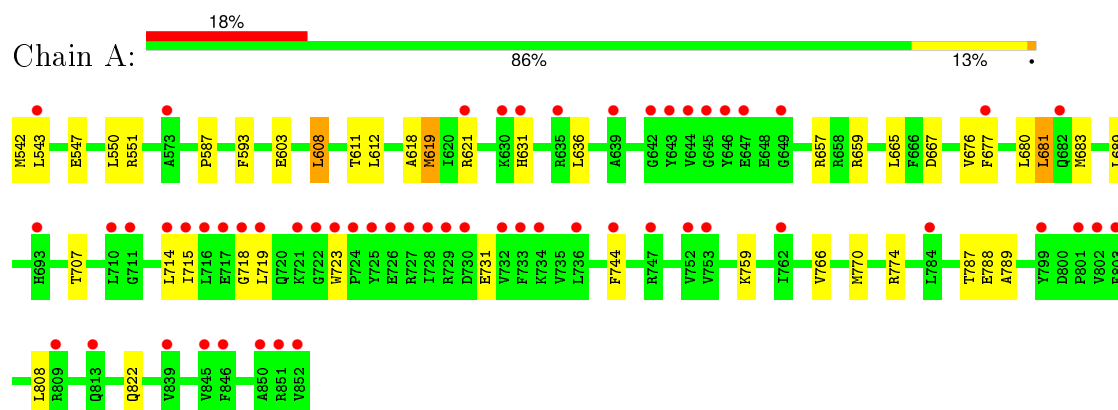 18%
Chain A:
86% 13% •
M542 L543 E547 L550 R551 A573 P587 F593 E603 L608 T611 L612 A618 M619 I620 R621 K630 H631 R635 L636 A639 G642 Y643 V644 G645 Y646 E647 E648 G649 R657 R658 R659 L665 F666 D667 V676 F677 L680 L681 Q682 M683
H693 T707 L710 G711 L714 I715 L716 E717 G718 L719 Q720 K721 G722 W723 P724 Y725 E726 R727 I728 R729 D730 E731 V732 F733 K734 V735 L736 F744 R747 V752 V753 K759 I762 V766 M770 R774 L784 T787 E788 A789 Y799 D800 P801 V802
L808 R809 Q813 Q822 V839 V845 F846 A850 R851 V852